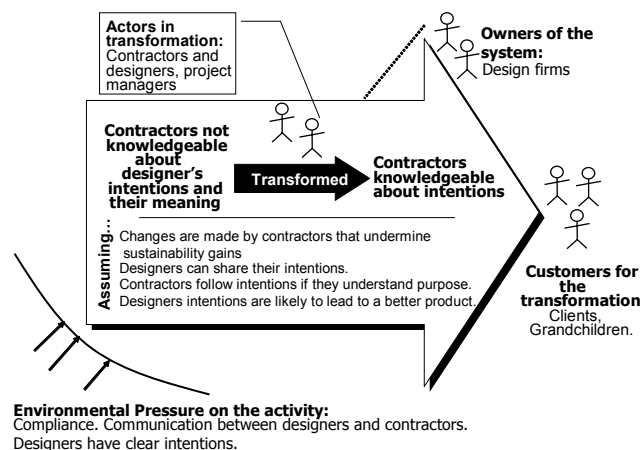 Actors in
transformation:
Contractors and
designers, project
managers
Owners of the
system:
Design firms
Contractors not
knowledgeable
about
designer's
intentions and
their meaning
Transformed
Contractors
knowledgeable
about intentions
Assuming...
Changes are made by contractors that undermine
sustainability gains
Designers can share their intentions.
Contractors follow intentions if they understand purpose.
Designers intentions are likely to lead to a better product.
Customers for
the
transformation
Clients,
Grandchildren.
Environmental Pressure on the activity:
Compliance. Communication between designers and contractors.
Designers have clear intentions.